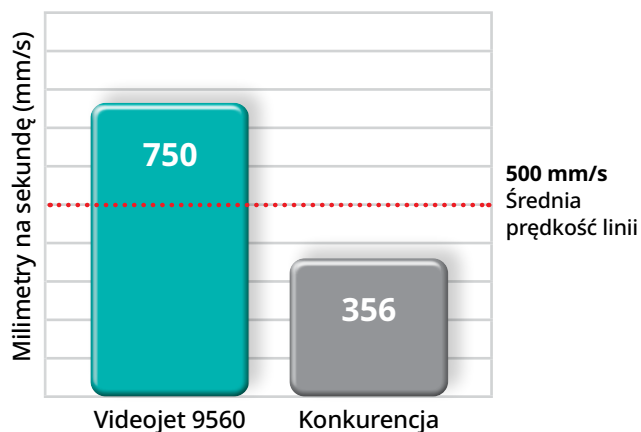 Milimetry na sekundę (mm/s)
750
356
500 mm/s
Średnia
prędkość linii
Videojet 9560
Konkurencja